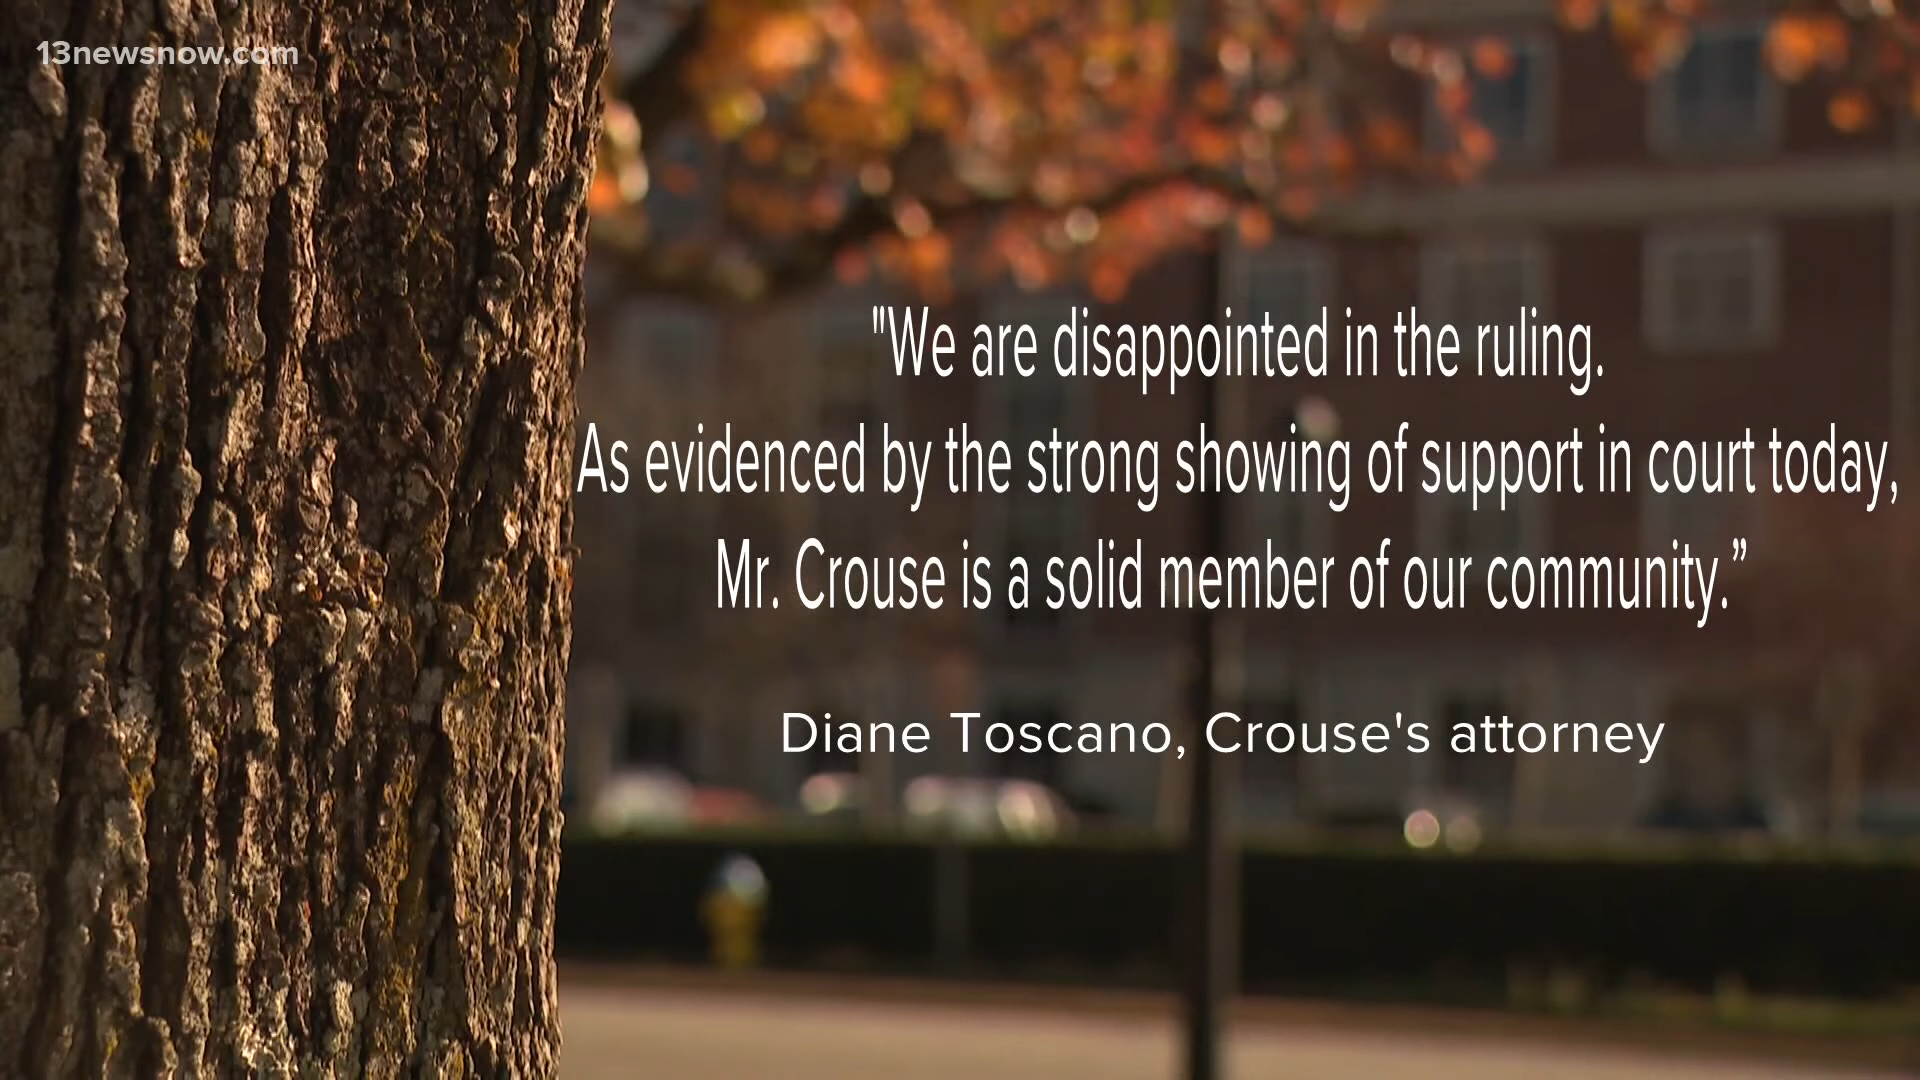 13newsnow.com
"We are disappointed in the ruling.
As evidenced by the strong showing of support in court today,
Mr. Crouse is a solid member of our community.”
Diane Toscano, Crouse's attorney